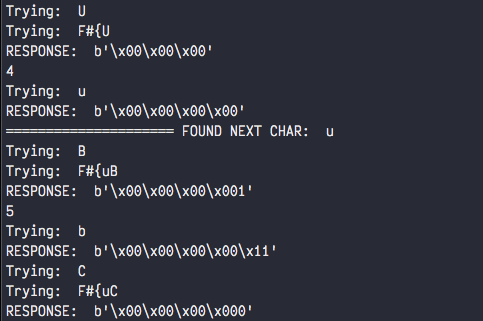 Trying:  U
Trying:  F#{U
RESPONSE:  b'\x00\x00\x00'
4
Trying:  u
RESPONSE:  b'\x00\x00\x00\x00'
===================== FOUND NEXT CHAR:  u
Trying:  B
Trying:  F#{uB
RESPONSE:  b'\x00\x00\x00\x001'
5
Trying:  b
RESPONSE:  b'\x00\x00\x00\x00\x11'
Trying:  C
Trying:  F#{uC
RESPONSE:  b'\x00\x00\x00\x000'